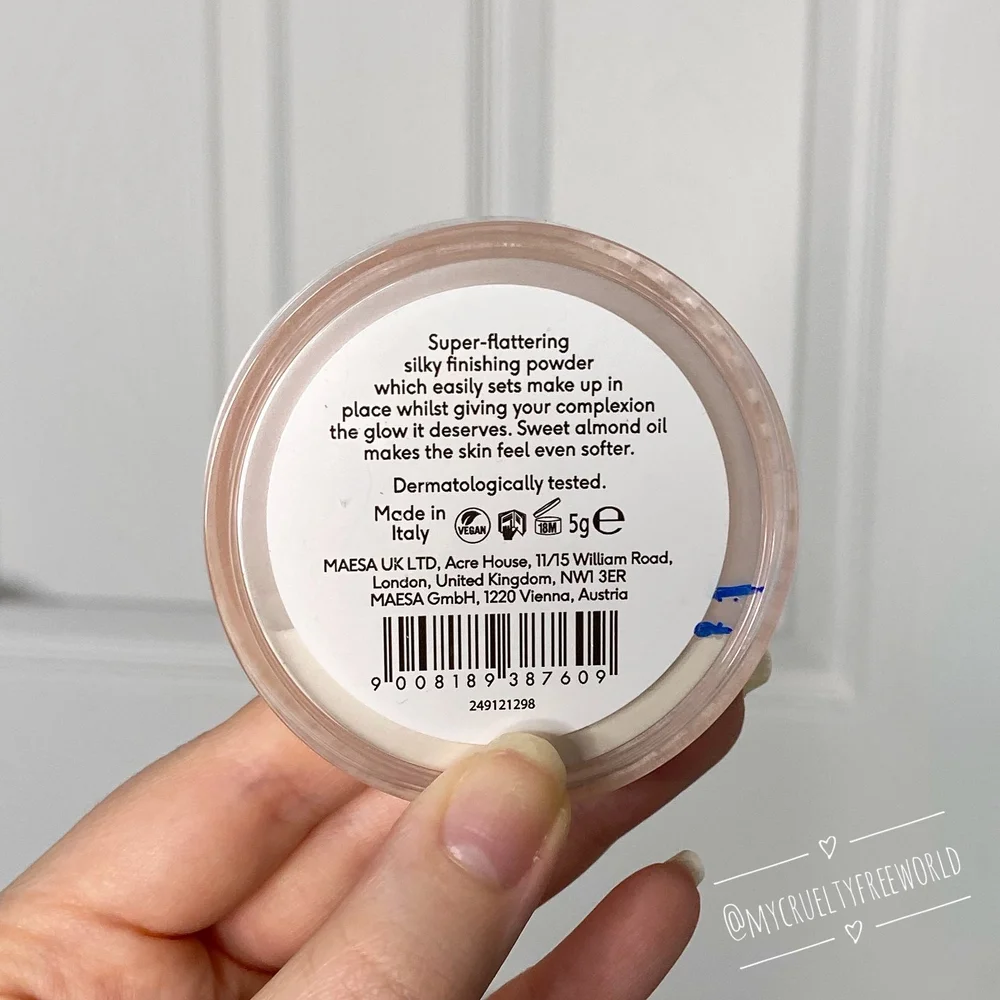 Super-flattering
silky finishing powder
which easily sets make up in
place whilst giving your complexion
the glow it deserves. Sweet almond oil
makes the skin feel even softer.
Dermatologically tested.
Made in
Italy
VEGAN
18M
5g e
MAESA UK LTD, Acre House, 11/15 William Road,
London, United Kingdom, NW1 3ER
MAESA GmbH, 1220 Vienna, Austria
9 008189 387609
249121298
@MYCRUELTYFREEWORLD